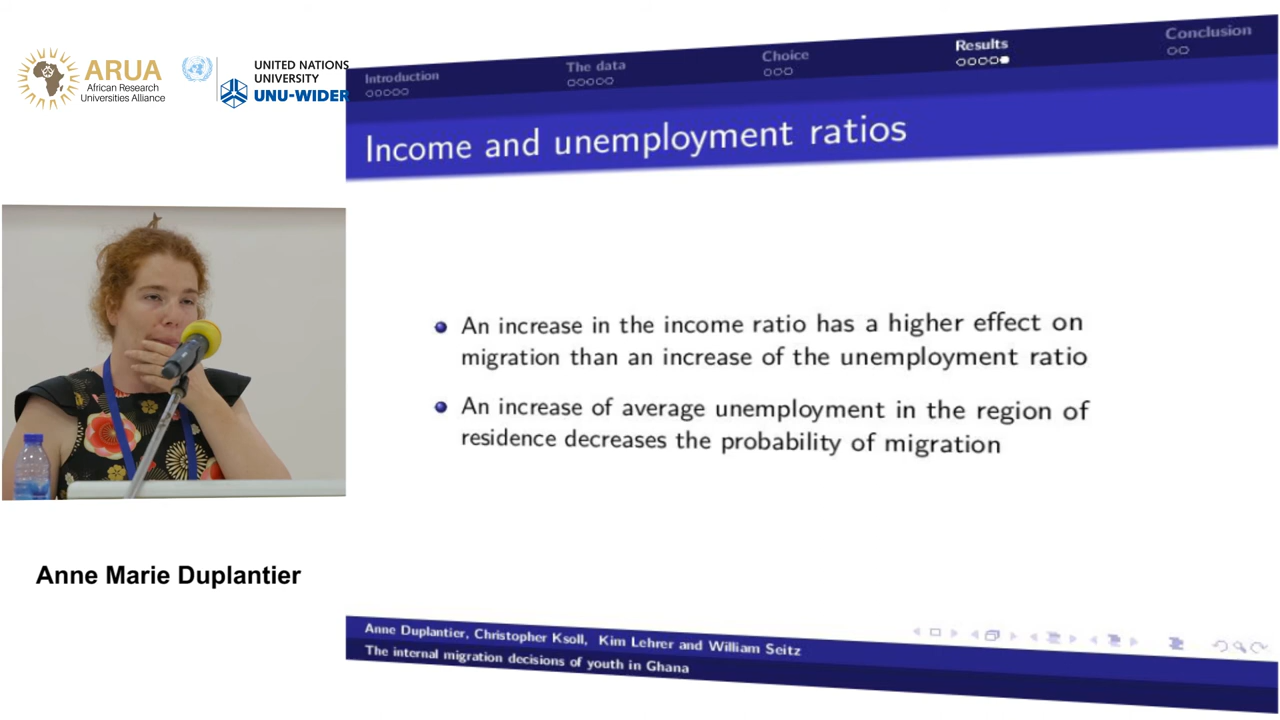 ARUA
African Research
Universities Alliance
UNITED NATIONS
UNIVERSITY
UNU-WIDER
Introduction
The data
Choice
Results
Conclusion
Income and unemployment ratios
An increase in the income ratio has a higher effect on
migration than an increase of the unemployment ratio
An increase of average unemployment in the region of
residence decreases the probability of migration
Anne Marie Duplantier
Anne Duplantier, Christopher Ksoll, Kim Lehrer and William Seitz
The internal migration decisions of youth in Ghana